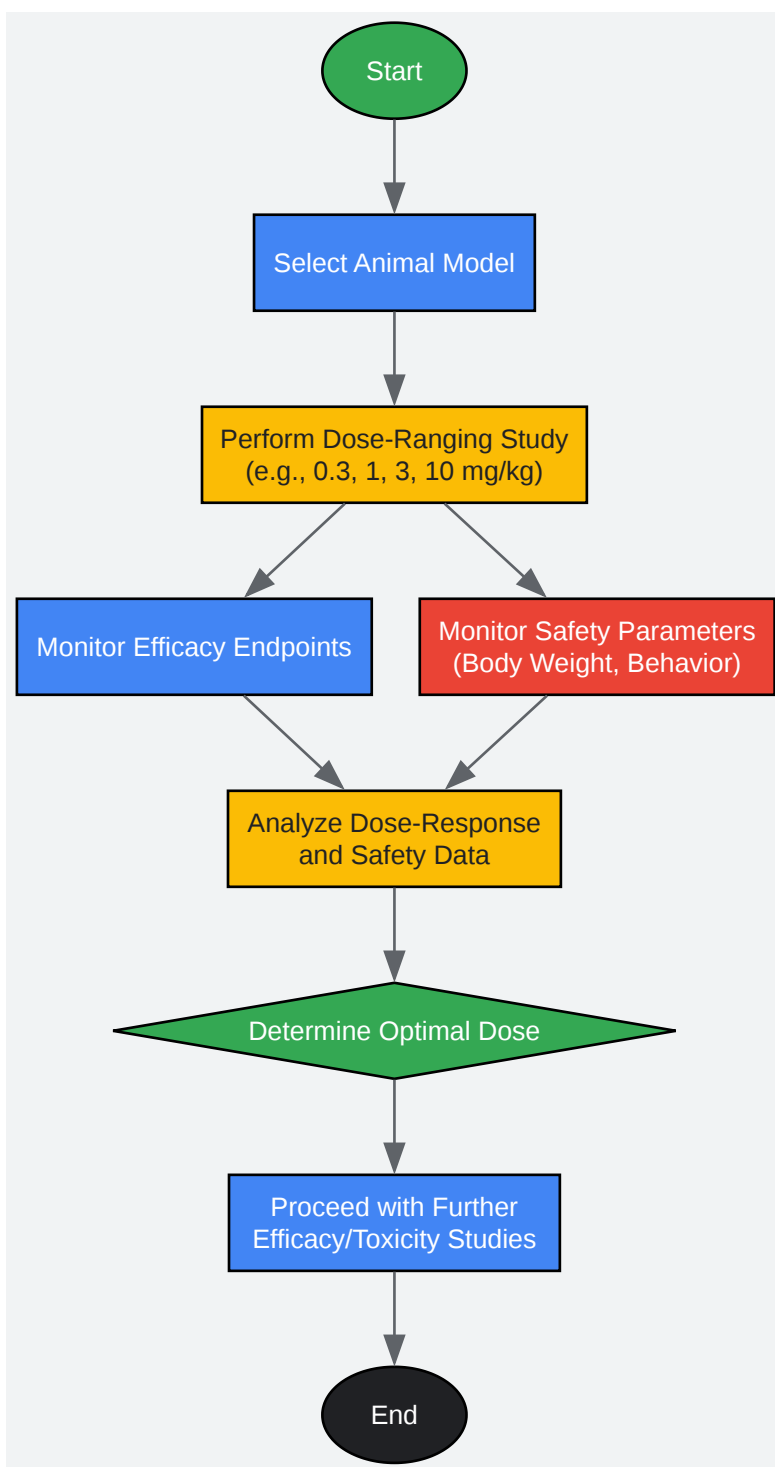 Start
Select Animal Model
Perform Dose-Ranging Study
(e.g., 0.3, 1, 3, 10 mg/kg)
Monitor Efficacy Endpoints
Monitor Safety Parameters
(Body Weight, Behavior)
Analyze Dose-Response
and Safety Data
Determine Optimal Dose
Proceed with Further
Efficacy/Toxicity Studies
End